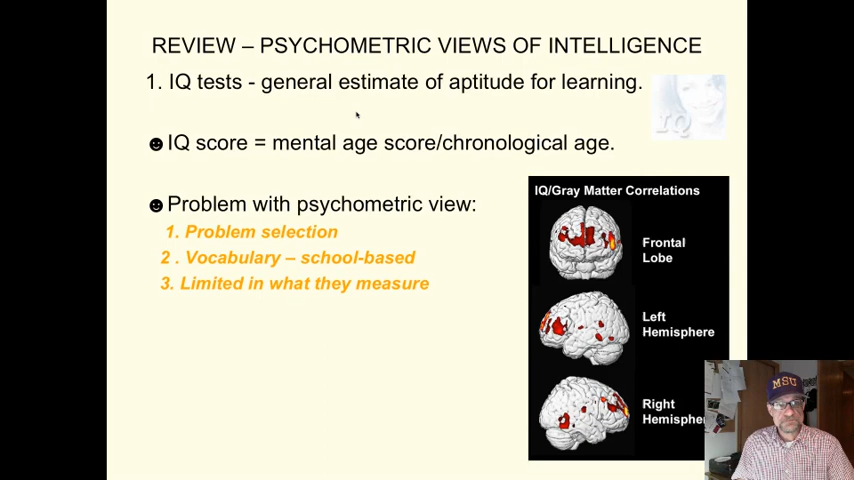 REVIEW – PSYCHOMETRIC VIEWS OF INTELLIGENCE
1. IQ tests - general estimate of aptitude for learning.
IQ
☻IQ score = mental age score/chronological age.
☻Problem with psychometric view:
1. Problem selection
2 . Vocabulary – school-based
3. Limited in what they measure
IQ/Gray Matter Correlations
Frontal
Lobe
Left
Hemisphere
Right
Hemisphe
MSU